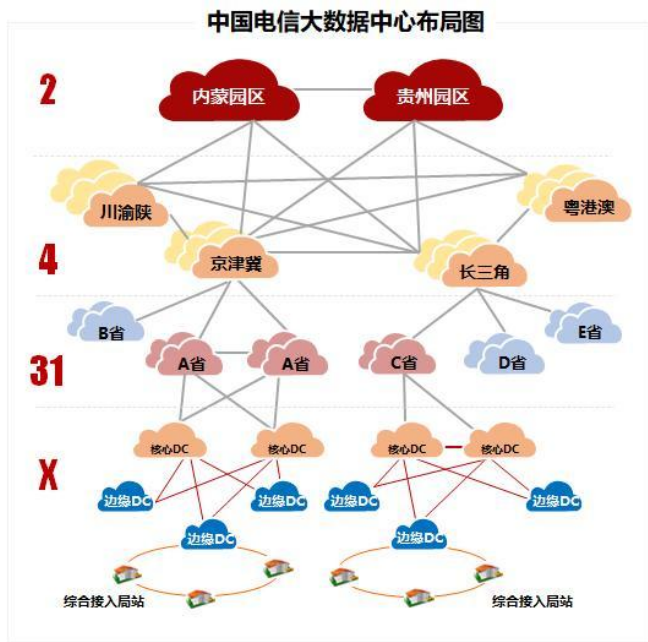 中国电信大数据中心布局图
2
内蒙园区
贵州园区
川渝陕
粤港澳
4
京津冀
长三角
B省
E省
31
A省
A省
C省
D省
核心DC
核心DC
核心DC
核心DC
X
边缘DC
边缘DC
边缘DC
边缘DC
边缘DC
边缘DC
综合接入局站
综合接入局站